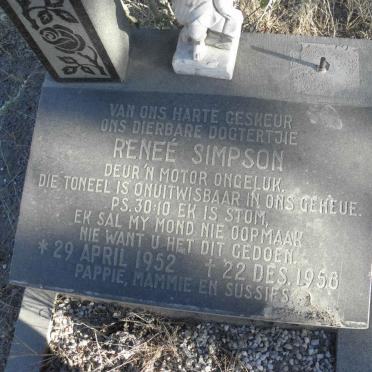 VAN ONS HARTE GESKEUR
ONS DIERBARE DOGTERTJIE
RENEÉ SIMPSON
DEUR 'N MOTOR ONGELUK.
DIE TONEEL IS ONUITWISBAAR IN ONS GEHEUE.
PS. 30:10 EK IS STOM,
EK SAL MY MOND NIE OOPMAAK
NIE WANT U HET DIT GEDOEN.
* 29 APRIL 1952 † 22 DES. 1958
PAPPIE, MAMMIE EN SUSSIES.